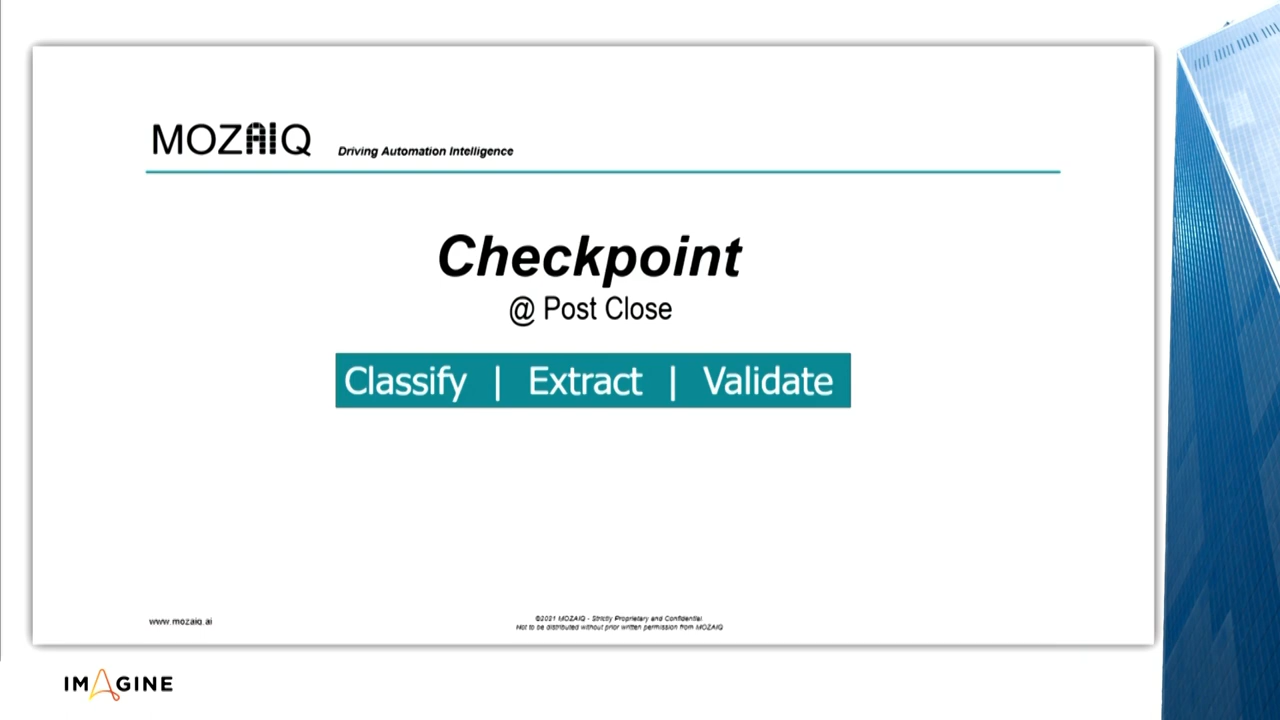 MOZAIQ Driving Automation Intelligence
Checkpoint
@ Post Close
Classify | Extract | Validate
www.mozaiq.ai
©2021 MOZAIQ - Strictly Proprietary and Confidential.
Not to be distributed without prior written permission from MOZAIQ
IMAGINE